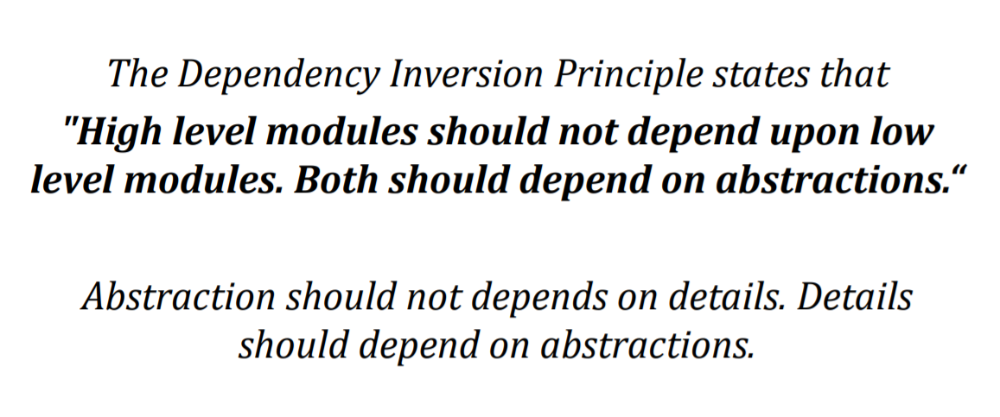 The Dependency Inversion Principle states that
"High level modules should not depend upon low
level modules. Both should depend on abstractions.“
Abstraction should not depends on details. Details
should depend on abstractions.